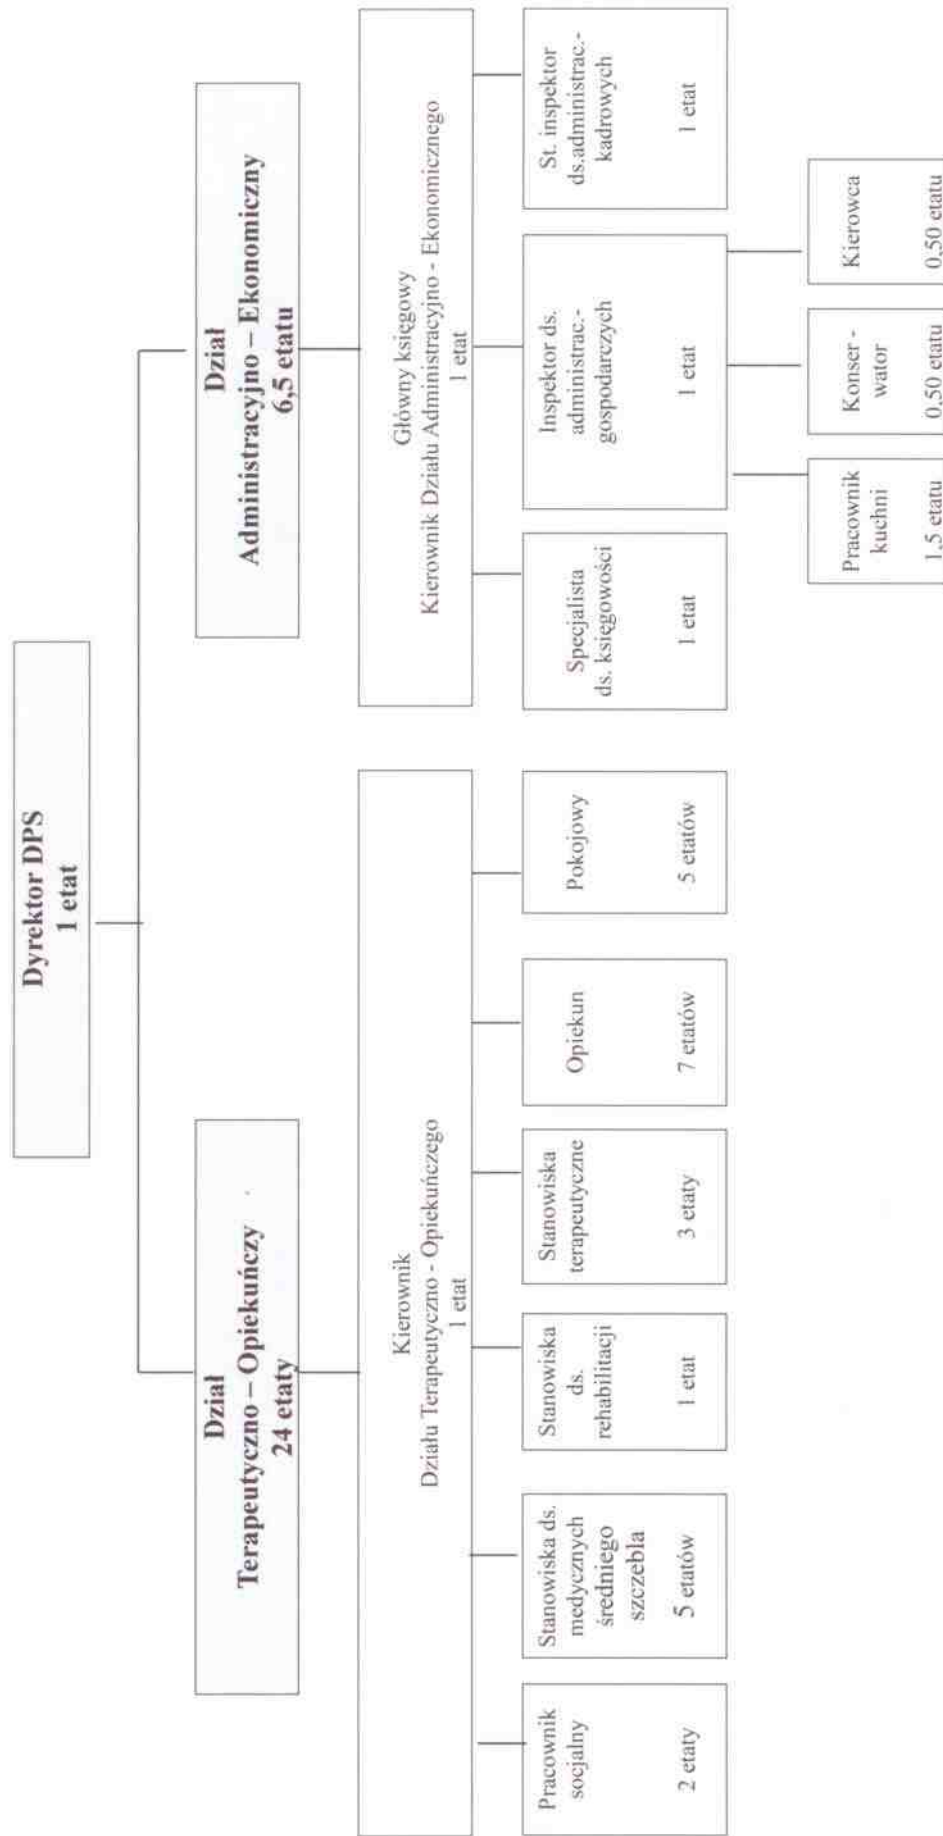 Dyrektor DPS
1 etat
Dział
Terapeutyczno – Opiekuńczy
24 etaty
Dział
Administracyjno – Ekonomiczny
6,5 etatu
Kierownik
Działu Terapeutyczno - Opiekuńczego
1 etat
Główny księgowy
Kierownik Działu Administracyjno - Ekonomicznego
1 etat
Pracownik
socjalny
2 etaty
Stanowiska ds.
medycznych
średniego
szczebla
5 etatów
Stanowiska
ds.
rehabilitacji
1 etat
Stanowiska
terapeutyczne
3 etaty
Opiekun
7 etatów
Pokojowy
5 etatów
Specjalista
ds. księgowości
1 etat
Inspektor ds.
administrac.-
gospodarczych
1 etat
St. inspektor
ds.administrac.-
kadrowych
1 etat
Pracownik
kuchni
1,5 etatu
Konser -
wator
0,50 etatu
Kierowca
0,50 etatu